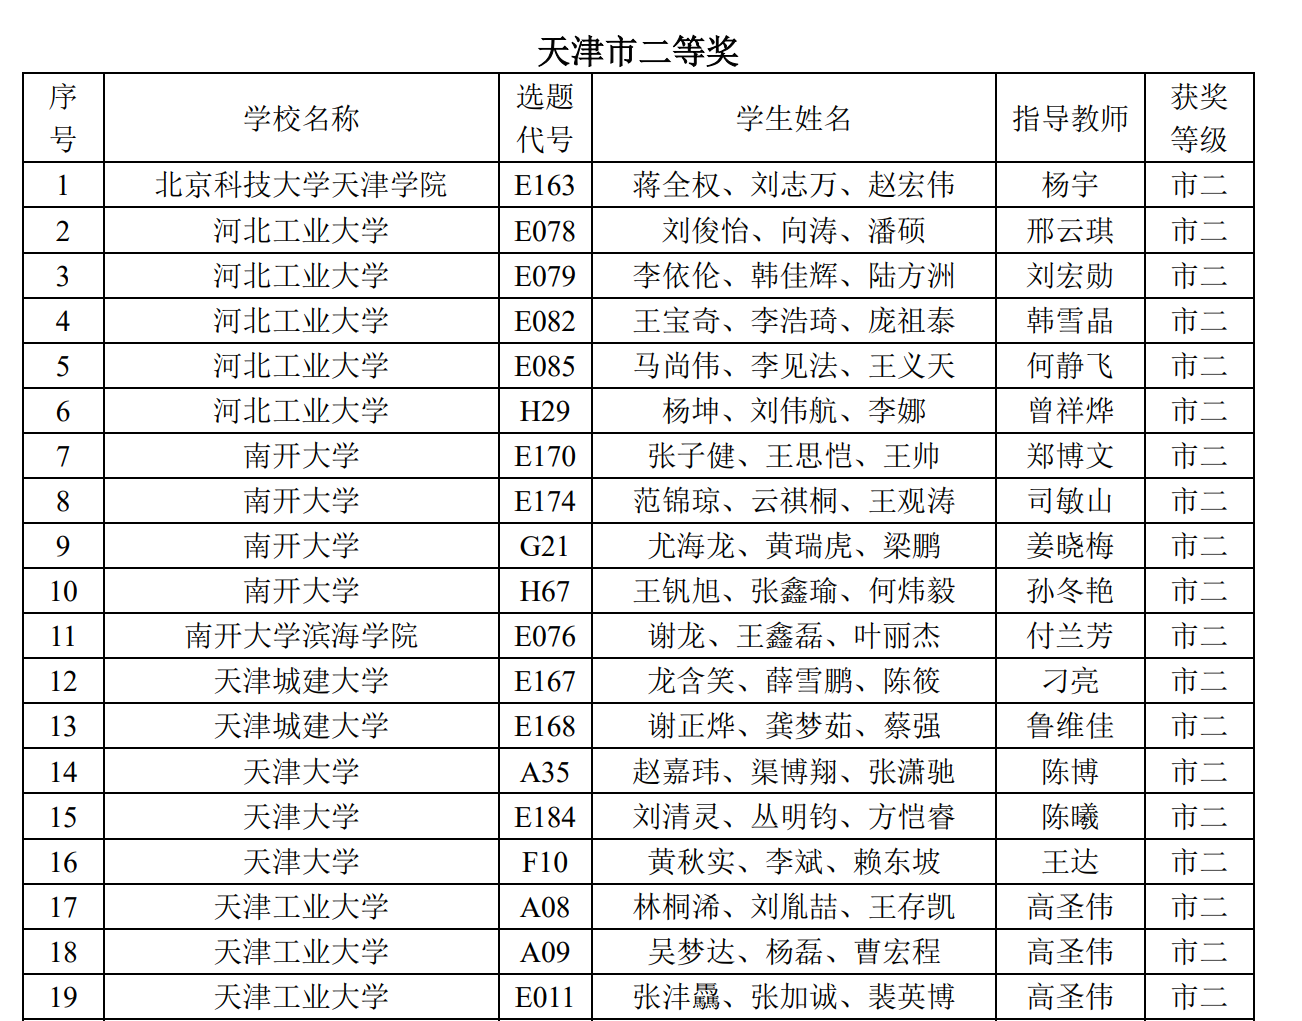 天津市二等奖
序号 学校名称 选题代号 学生姓名 指导教师 获奖等级
1 北京科技大学天津学院 E163 蒋全权、刘志万、赵宏伟 杨宇 市二
2 河北工业大学 E078 刘俊怡、向涛、潘硕 邢云琪 市二
3 河北工业大学 E079 李依伦、韩佳辉、陆方洲 刘宏勋 市二
4 河北工业大学 E082 王宝奇、李浩琦、庞祖泰 韩雪晶 市二
5 河北工业大学 E085 马尚伟、李见法、王义天 何静飞 市二
6 河北工业大学 H29 杨坤、刘伟航、李娜 曾祥烨 市二
7 南开大学 E170 张子健、王思恺、王帅 郑博文 市二
8 南开大学 E174 范锦琼、云祺桐、王观涛 司敏山 市二
9 南开大学 G21 尤海龙、黄瑞虎、梁鹏 姜晓梅 市二
10 南开大学 H67 王钒旭、张鑫瑜、何炜毅 孙冬艳 市二
11 南开大学滨海学院 E076 谢龙、王鑫磊、叶丽杰 付兰芳 市二
12 天津城建大学 E167 龙含笑、薛雪鹏、陈筱 刁亮 市二
13 天津城建大学 E168 谢正烨、龚梦茹、蔡强 鲁维佳 市二
14 天津大学 A35 赵嘉玮、渠博翔、张潇驰 陈博 市二
15 天津大学 E184 刘清灵、丛明钧、方恺睿 陈曦 市二
16 天津大学 F10 黄秋实、李斌、赖东坡 王达 市二
17 天津工业大学 A08 林桐浠、刘胤喆、王存凯 高圣伟 市二
18 天津工业大学 A09 吴梦达、杨磊、曹宏程 高圣伟 市二
19 天津工业大学 E011 张沣靐、张加诚、裴英博 高圣伟 市二